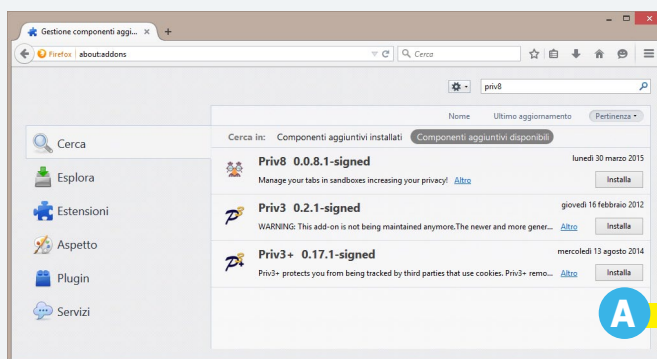 Gestione componenti aggi... × +
Firefox about:addons Cerca
priv8
Nome Ultimo aggiornamento Pertinenza
Cerca in: Componenti aggiuntivi installati Componenti aggiuntivi disponibili
Cerca
Esplora
Estensioni
Aspetto
Plugin
Servizi
Priv8 0.0.8.1-signed lunedì 30 marzo 2015
Manage your tabs in sandboxes increasing your privacy! Altro Installa
Priv3 0.2.1-signed giovedì 16 febbraio 2012
WARNING: This add-on is not being maintained anymore.The newer and more gener... Altro Installa
Priv3+ 0.17.1-signed mercoledì 13 agosto 2014
Priv3+ protects you from being tracked by third parties that use cookies. Priv3+ remo... Altro Installa
A